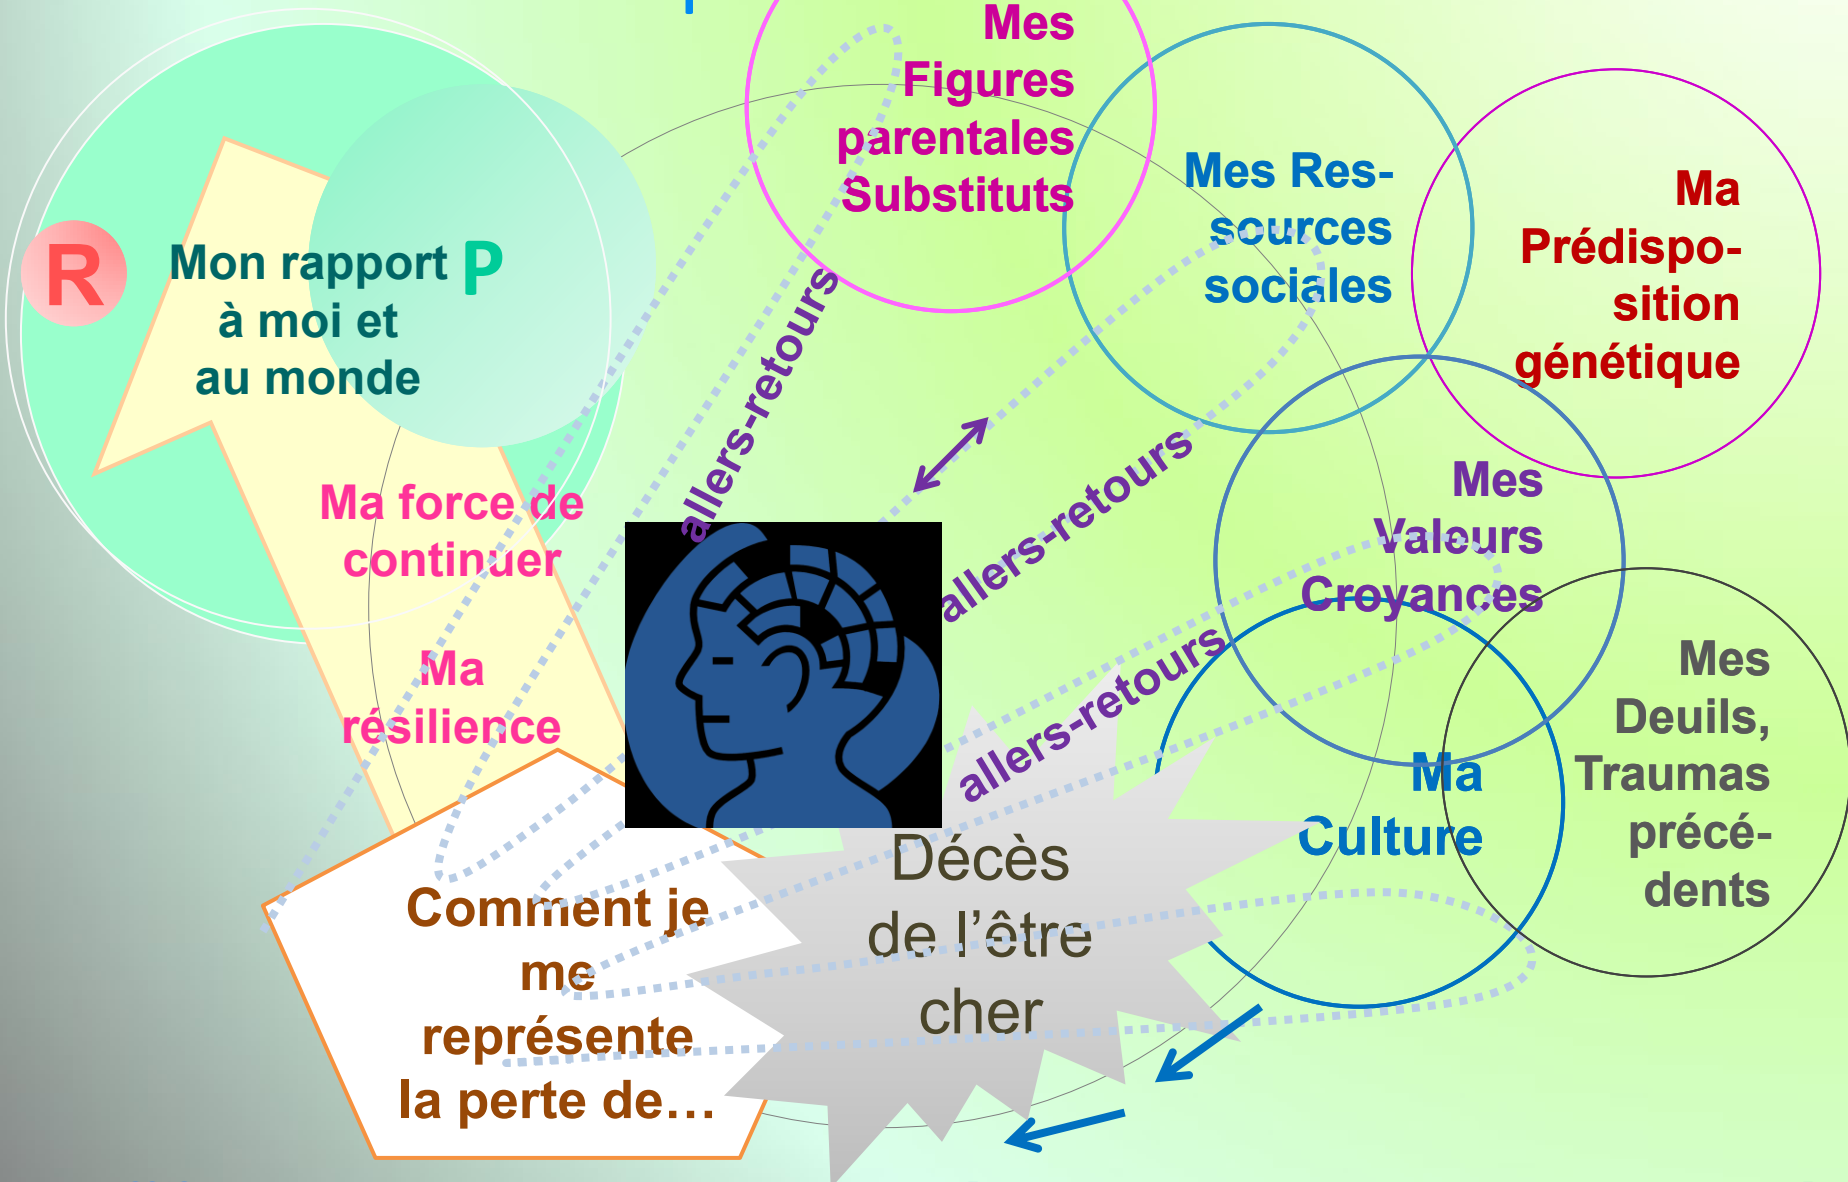 Mes
Figures
parentales
Substituts
Mes Res-
sources
sociales
Ma
Prédispo-
sition
génétique
R
Mon rapport
à moi et
au monde
P
allers-retours
allers-retours
allers-retours
Mes
Valeurs
Croyances
Ma force de
continuer
Ma
résilience
Mes
Deuils,
Traumas
précé-
dents
Ma
Culture
Décès
de l’être
cher
Comment je
me
représente
la perte de…